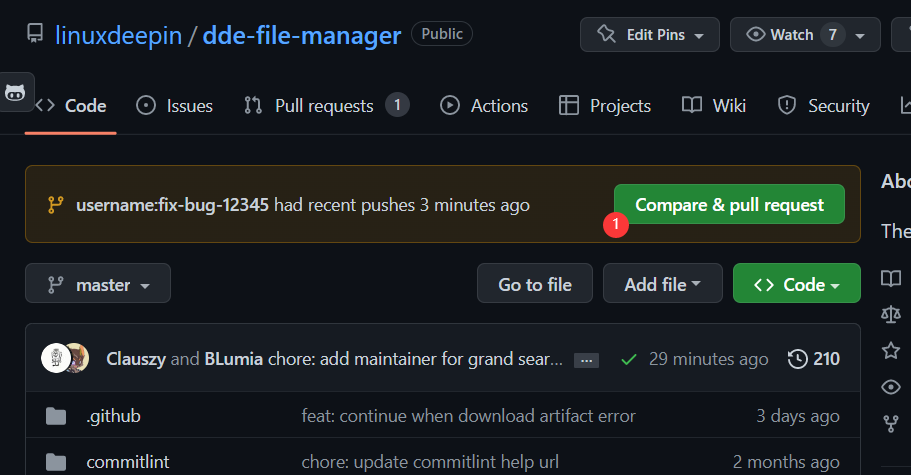 linuxdeepin / dde-file-manager Public Edit Pins Watch 7
Code Issues Pull requests 1 Actions Projects Wiki Security
username:fix-bug-12345 had recent pushes 3 minutes ago Compare & pull request
1
master Go to file Add file Code
Clauszy and BLumia chore: add maintainer for grand sear... ... 29 minutes ago 210
.github feat: continue when download artifact error 3 days ago
commitlint chore: update commitlint help url 2 months ago
Abo
The